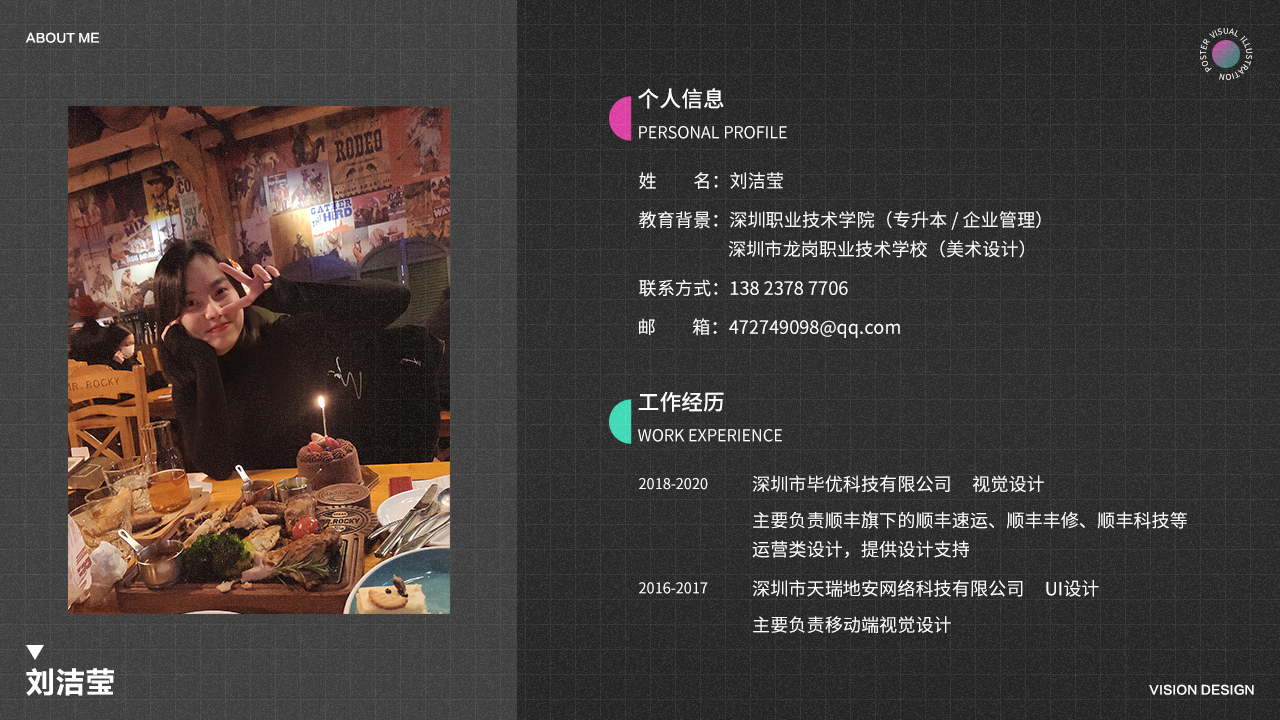 ABOUT ME
POSTER VISUAL ILLUSTRATION
RODEO
GATHER
THE HERD
MR.ROCKY
MR.ROCKY
刘洁莹
个人信息
PERSONAL PROFILE
姓 名：刘洁莹
教育背景：深圳职业技术学院（专升本 / 企业管理）
深圳市龙岗职业技术学校（美术设计）
联系方式：138 2378 7706
邮 箱：472749098@qq.com
工作经历
WORK EXPERIENCE
2018-2020 深圳市毕优科技有限公司 视觉设计
主要负责顺丰旗下的顺丰速运、顺丰丰修、顺丰科技等
运营类设计，提供设计支持
2016-2017 深圳市天瑞地安网络科技有限公司 UI设计
主要负责移动端视觉设计
VISION DESIGN